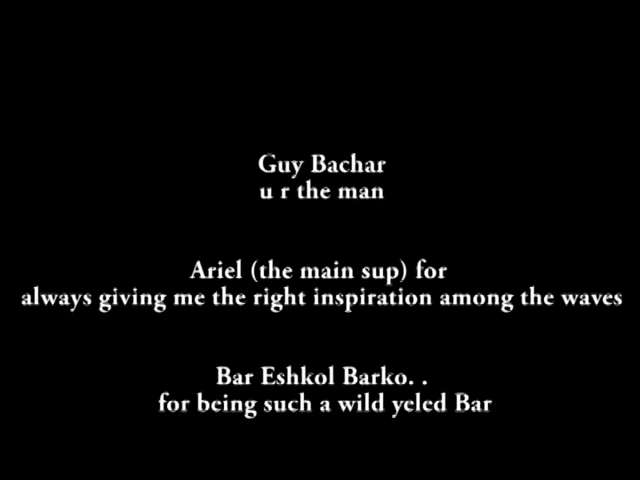 Guy Bachar
u r the man
Ariel (the main sup) for
always giving me the right inspiration among the waves
Bar Eshkol Barko. .
for being such a wild yeled Bar